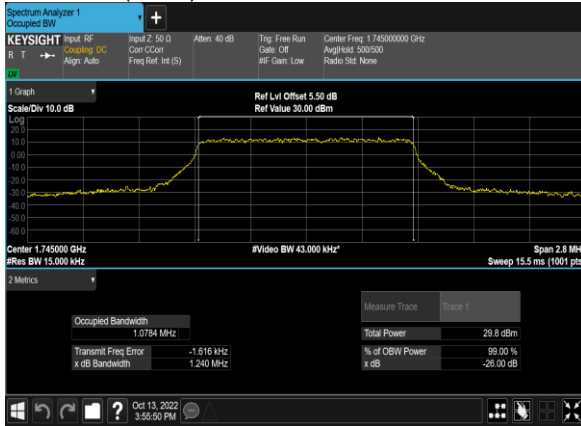 Spectrum Analyzer 1
Occupied BW
KEYSIGHT Input: RF Input Z: 50 Ω Atten: 40 dB Trig: Free Run Center Freq: 1.745000000 GHz
R T Coupling: DC Corr CCorr Gate: Off Avg|Hold: 500/500
Align: Auto Freq Ref: Int (S) #IF Gain: Low Radio Std: None
1 Graph
Ref Lvl Offset 5.50 dB
Scale/Div 10.0 dB Ref Value 30.00 dBm
Log
20.0
10.0
0.00
-10.0
-20.0
-30.0
-40.0
-50.0
-60.0
Center 1.745000 GHz #Video BW 43.000 kHz* Span 2.8 MH
#Res BW 15.000 kHz Sweep 15.5 ms (1001 pts
2 Metrics
Measure Trace Trace 1
Occupied Bandwidth
1.0784 MHz Total Power 29.8 dBm
Transmit Freq Error -1.616 kHz % of OBW Power 99.00 %
x dB Bandwidth 1.240 MHz x dB -26.00 dB
Oct 13, 2022
3:55:50 PM